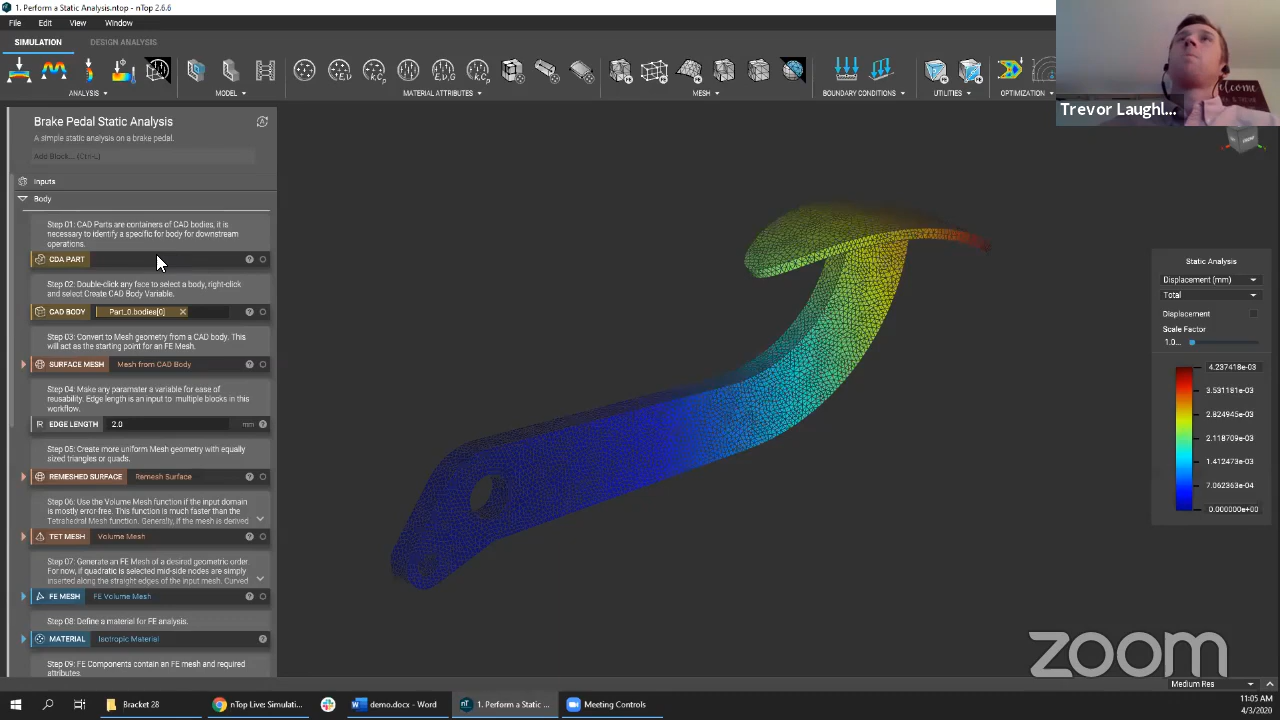 1. Perform a Static Analysis.ntop - nTop 2.6.6
File Edit View Window
SIMULATION DESIGN ANALYSIS
ANALYSIS MODEL MATERIAL ATTRIBUTES MESH BOUNDARY CONDITIONS UTILITIES OPTIMIZATION
Trevor Laughl...
Brake Pedal Static Analysis
A simple static analysis on a brake pedal.
Add Block... (Ctrl-L)
Inputs
Body
Step 01: CAD Parts are containers of CAD bodies, it is
necessary to identify a specific for body for downstream
operations.
CDA PART
Step 02: Double-click any face to select a body, right-click
and select Create CAD Body Variable.
CAD BODY Part_0.bodies[0]
Step 03: Convert to Mesh geometry from a CAD body. This
will act as the starting point for an FE Mesh.
SURFACE MESH Mesh from CAD Body
Step 04: Make any paramater a variable for ease of
reusability. Edge length is an input to multiple blocks in this
workflow.
R EDGE LENGTH 2.0 mm
Step 05: Create more uniform Mesh geometry with equally
sized triangles or quads.
REMESHED SURFACE Remesh Surface
Step 06: Use the Volume Mesh function if the input domain
is mostly error-free. This function is much faster than the
Tetrahedral Mesh function. Generally, if the mesh is derived
TET MESH Volume Mesh
Step 07: Generate an FE Mesh of a desired geometric order.
For now, if quadratic is selected mid-side nodes are simply
inserted along the straight edges of the input mesh. Curved
FE MESH FE Volume Mesh
Step 08: Define a material for FE analysis.
MATERIAL Isotropic Material
Step 09: FE Components contain an FE mesh and required
attributes.
FRONT
Static Analysis
Displacement (mm)
Total
Displacement
Scale Factor
1.0...
4.237418e-03
3.531181e-03
2.824945e-03
2.118709e-03
1.412473e-03
7.062363e-04
0.000000e+00
zoom
Medium Res
Bracket 28 nTop Live: Simulati... demo.docx - Word 1. Perform a Static ... Meeting Controls
11:05 AM
4/3/2020